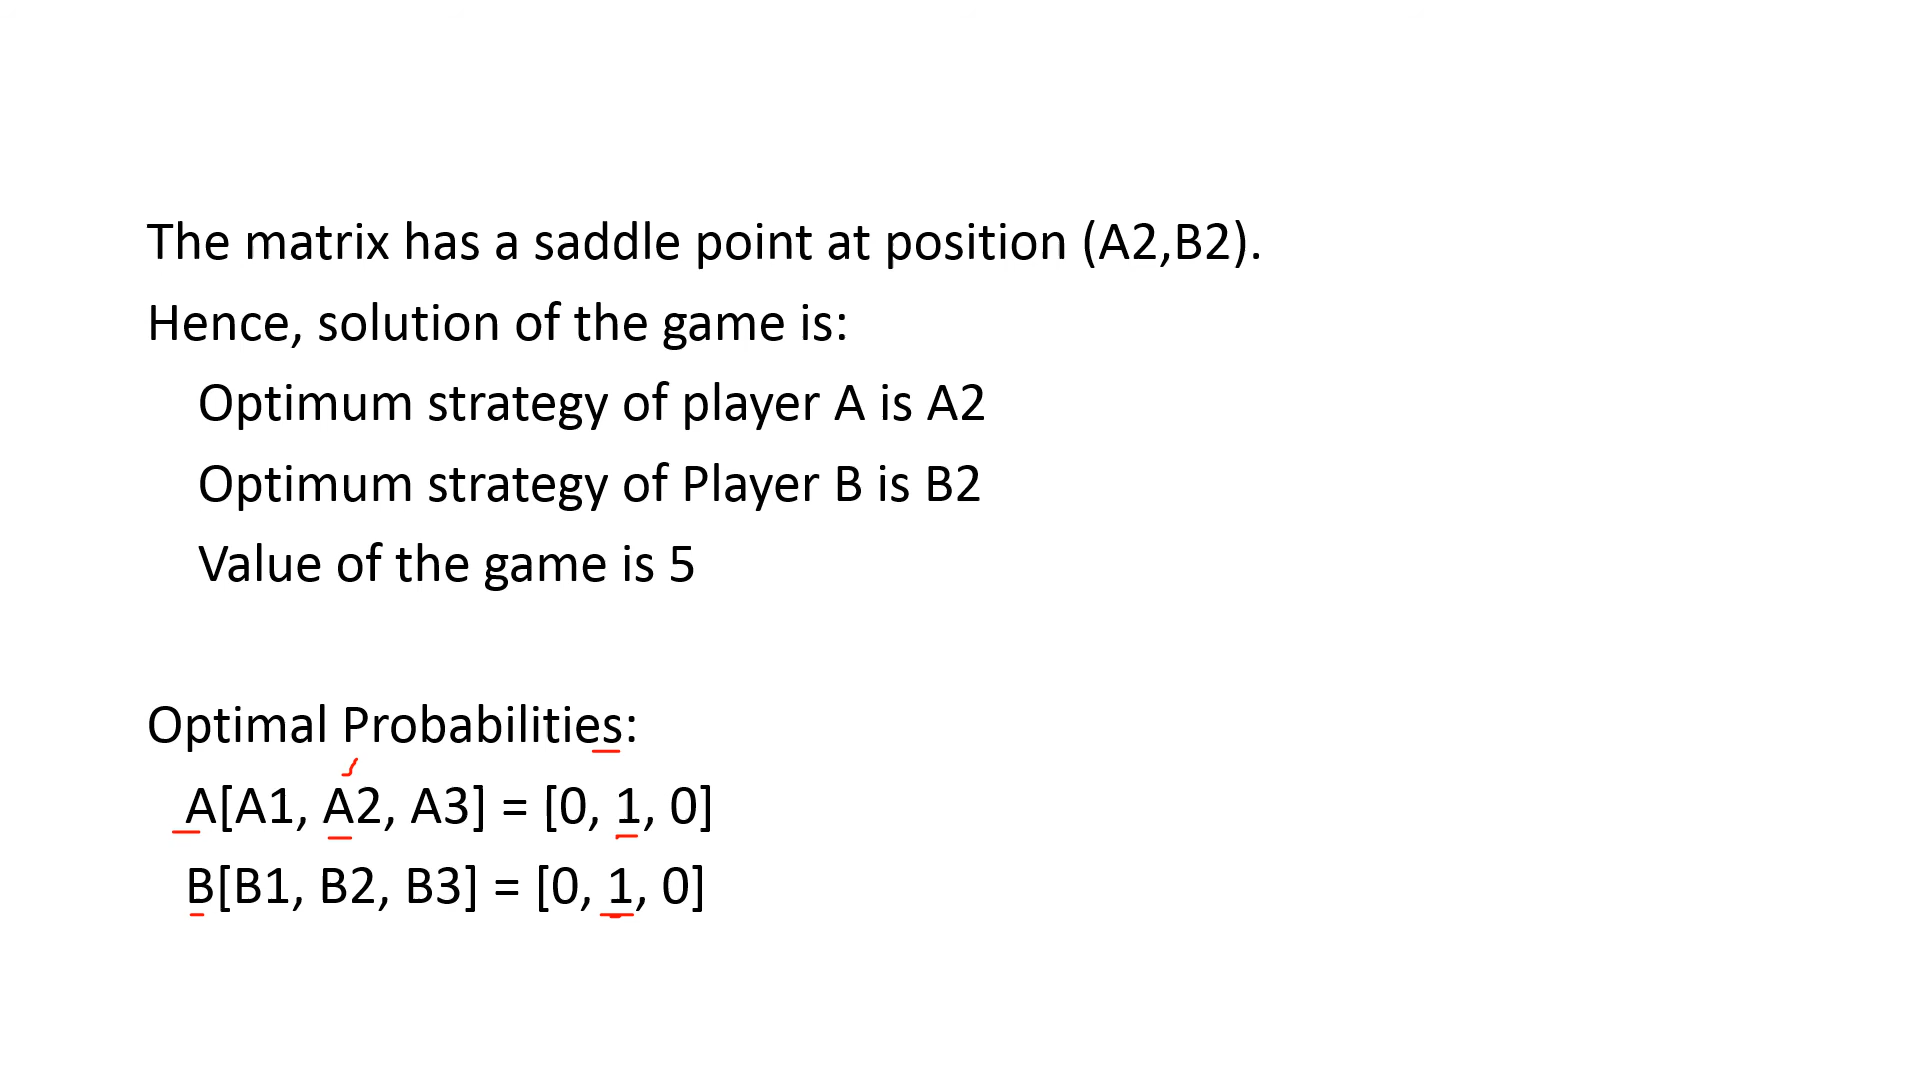 The matrix has a saddle point at position (A2,B2).
Hence, solution of the game is:
Optimum strategy of player A is A2
Optimum strategy of Player B is B2
Value of the game is 5
Optimal Probabilities:
A[A1, A2, A3] = [0, 1, 0]
B[B1, B2, B3] = [0, 1, 0]